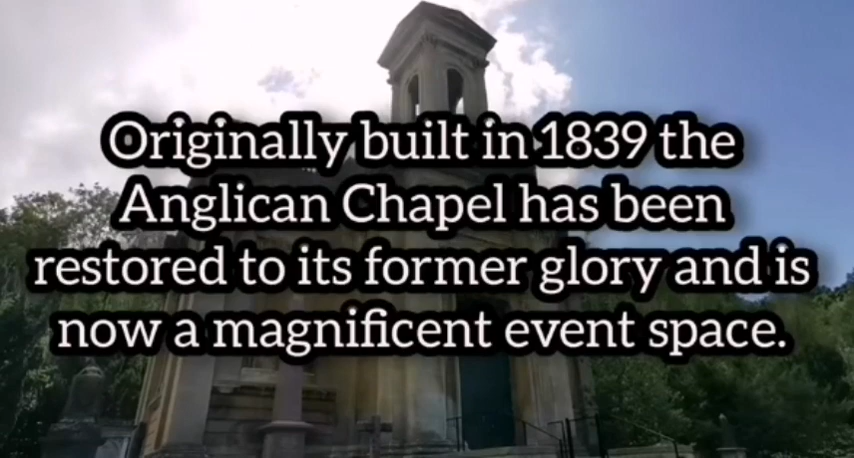 Originally built in 1839 the
Anglican Chapel has been
restored to its former glory and is
now a magnificent event space.